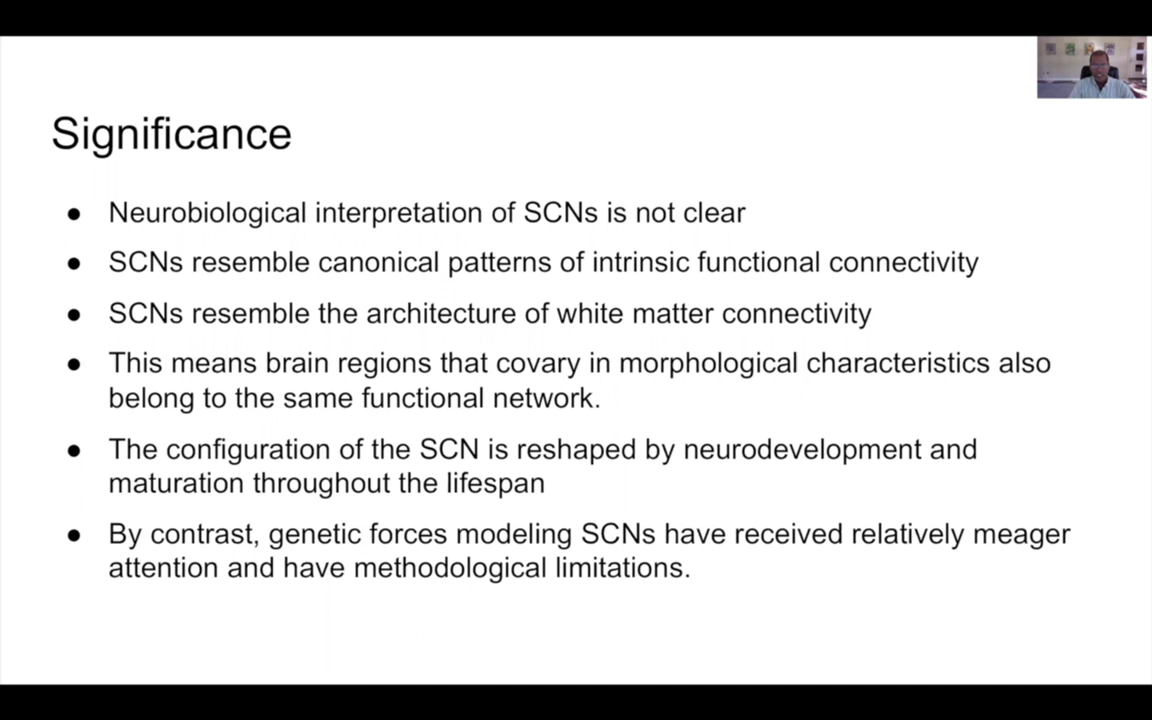 Significance
● Neurobiological interpretation of SCNs is not clear
● SCNs resemble canonical patterns of intrinsic functional connectivity
● SCNs resemble the architecture of white matter connectivity
● This means brain regions that covary in morphological characteristics also
belong to the same functional network.
● The configuration of the SCN is reshaped by neurodevelopment and
maturation throughout the lifespan
● By contrast, genetic forces modeling SCNs have received relatively meager
attention and have methodological limitations.